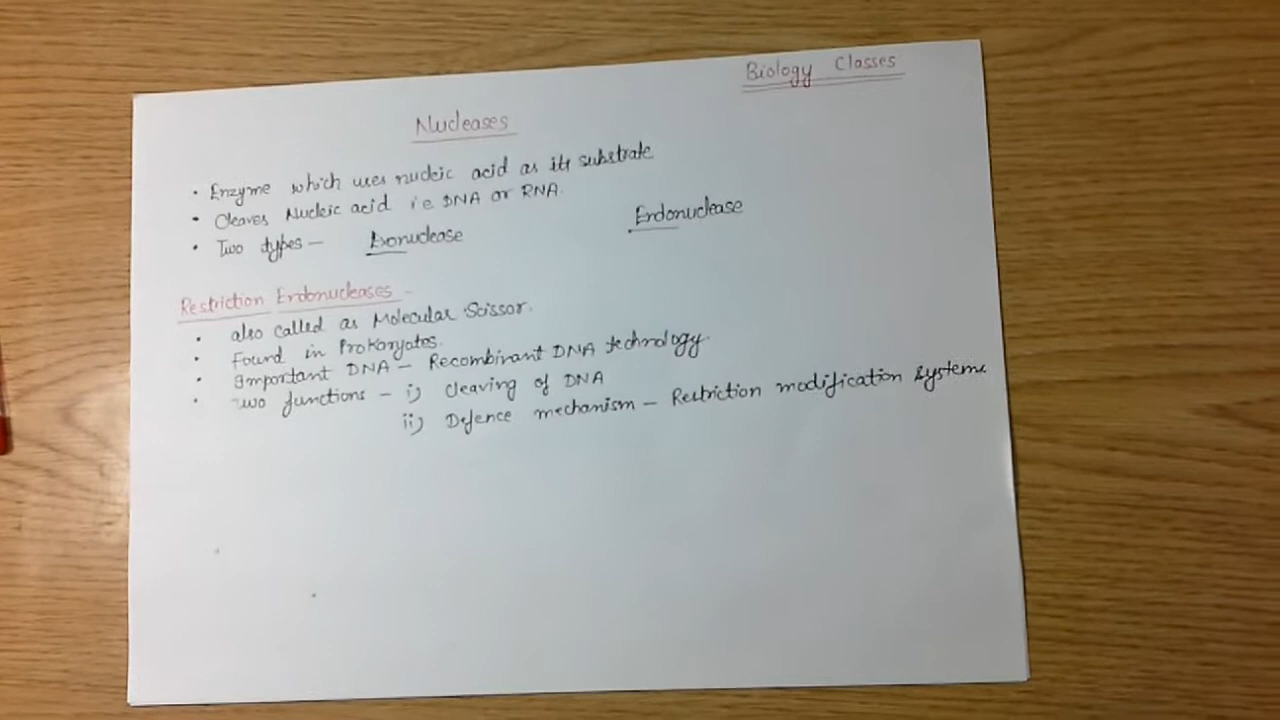 Biology Classes
Nucleases
• Enzyme which uses nucleic acid as its substrate
• Cleaves Nucleic acid i.e DNA or RNA.
• Two types — Exonuclease Endonuclease
Restriction Endonucleases -
• also called as Molecular Scissor.
• Found in Prokaryotes.
• Important DNA — Recombinant DNA technology.
• Two functions — i) Cleaving of DNA
ii) Defence mechanism — Restriction modification systems